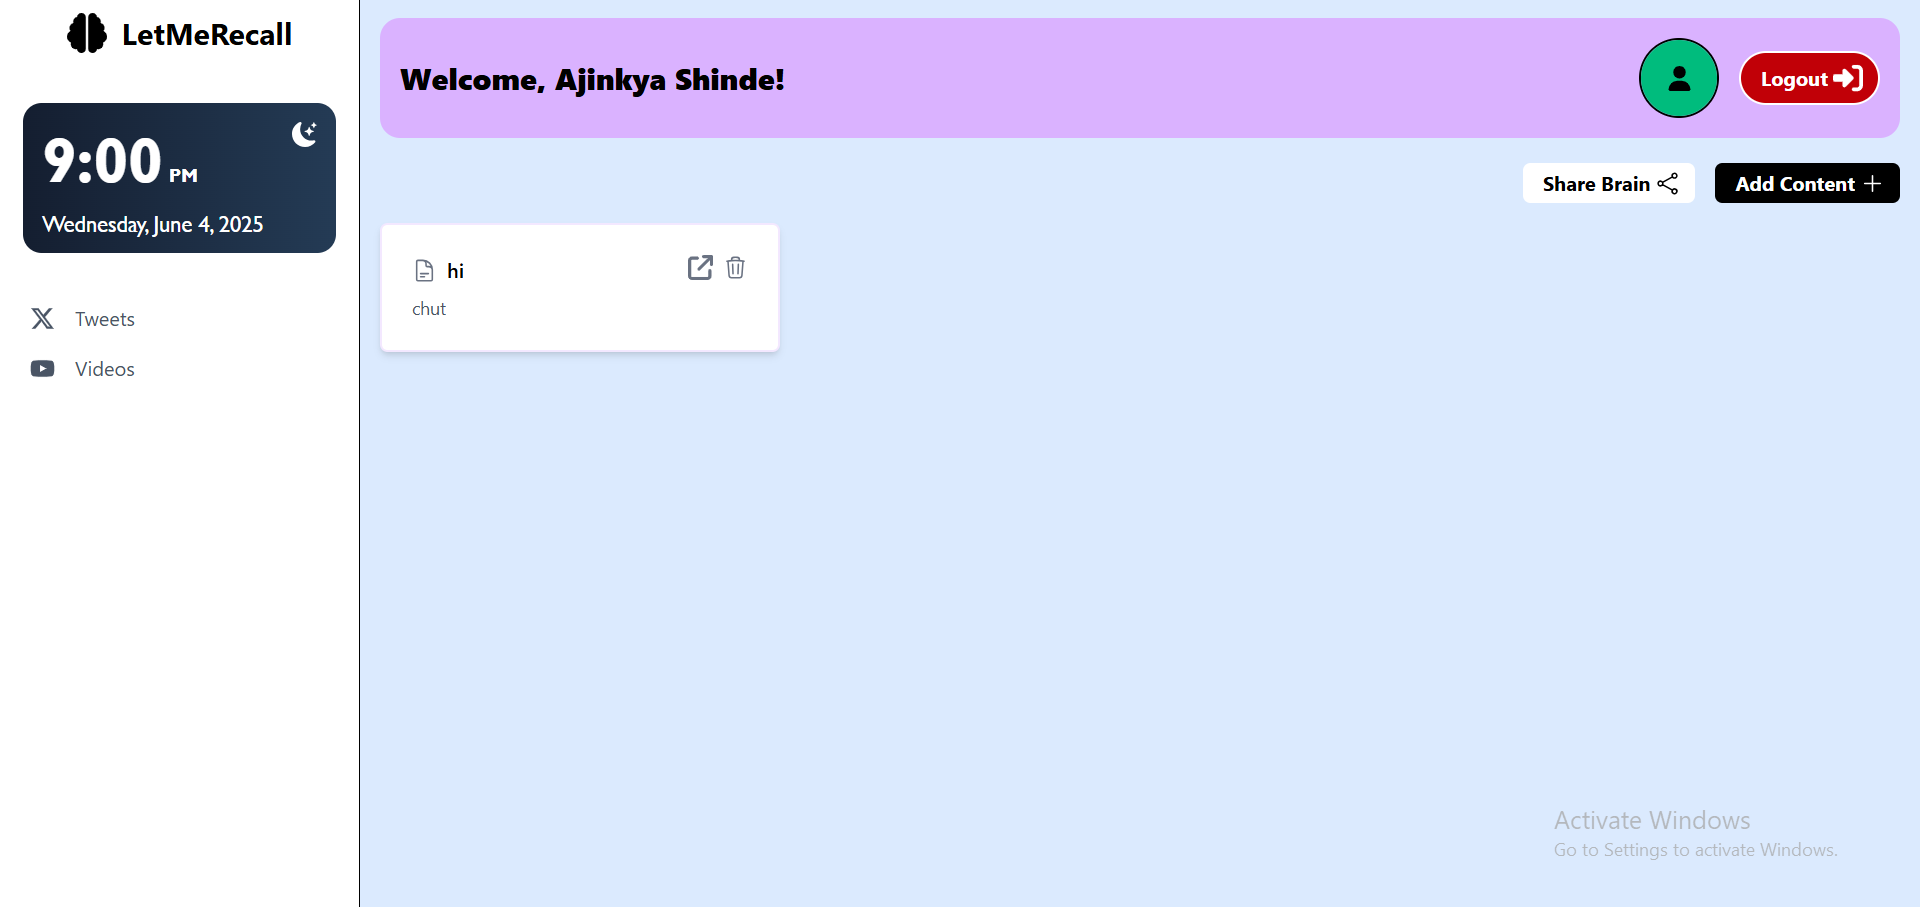 LetMeRecall
9:00 PM
Wednesday, June 4, 2025
Tweets
Videos
Welcome, Ajinkya Shinde!
Logout
Share Brain
Add Content
hi
chut
Activate Windows
Go to Settings to activate Windows.